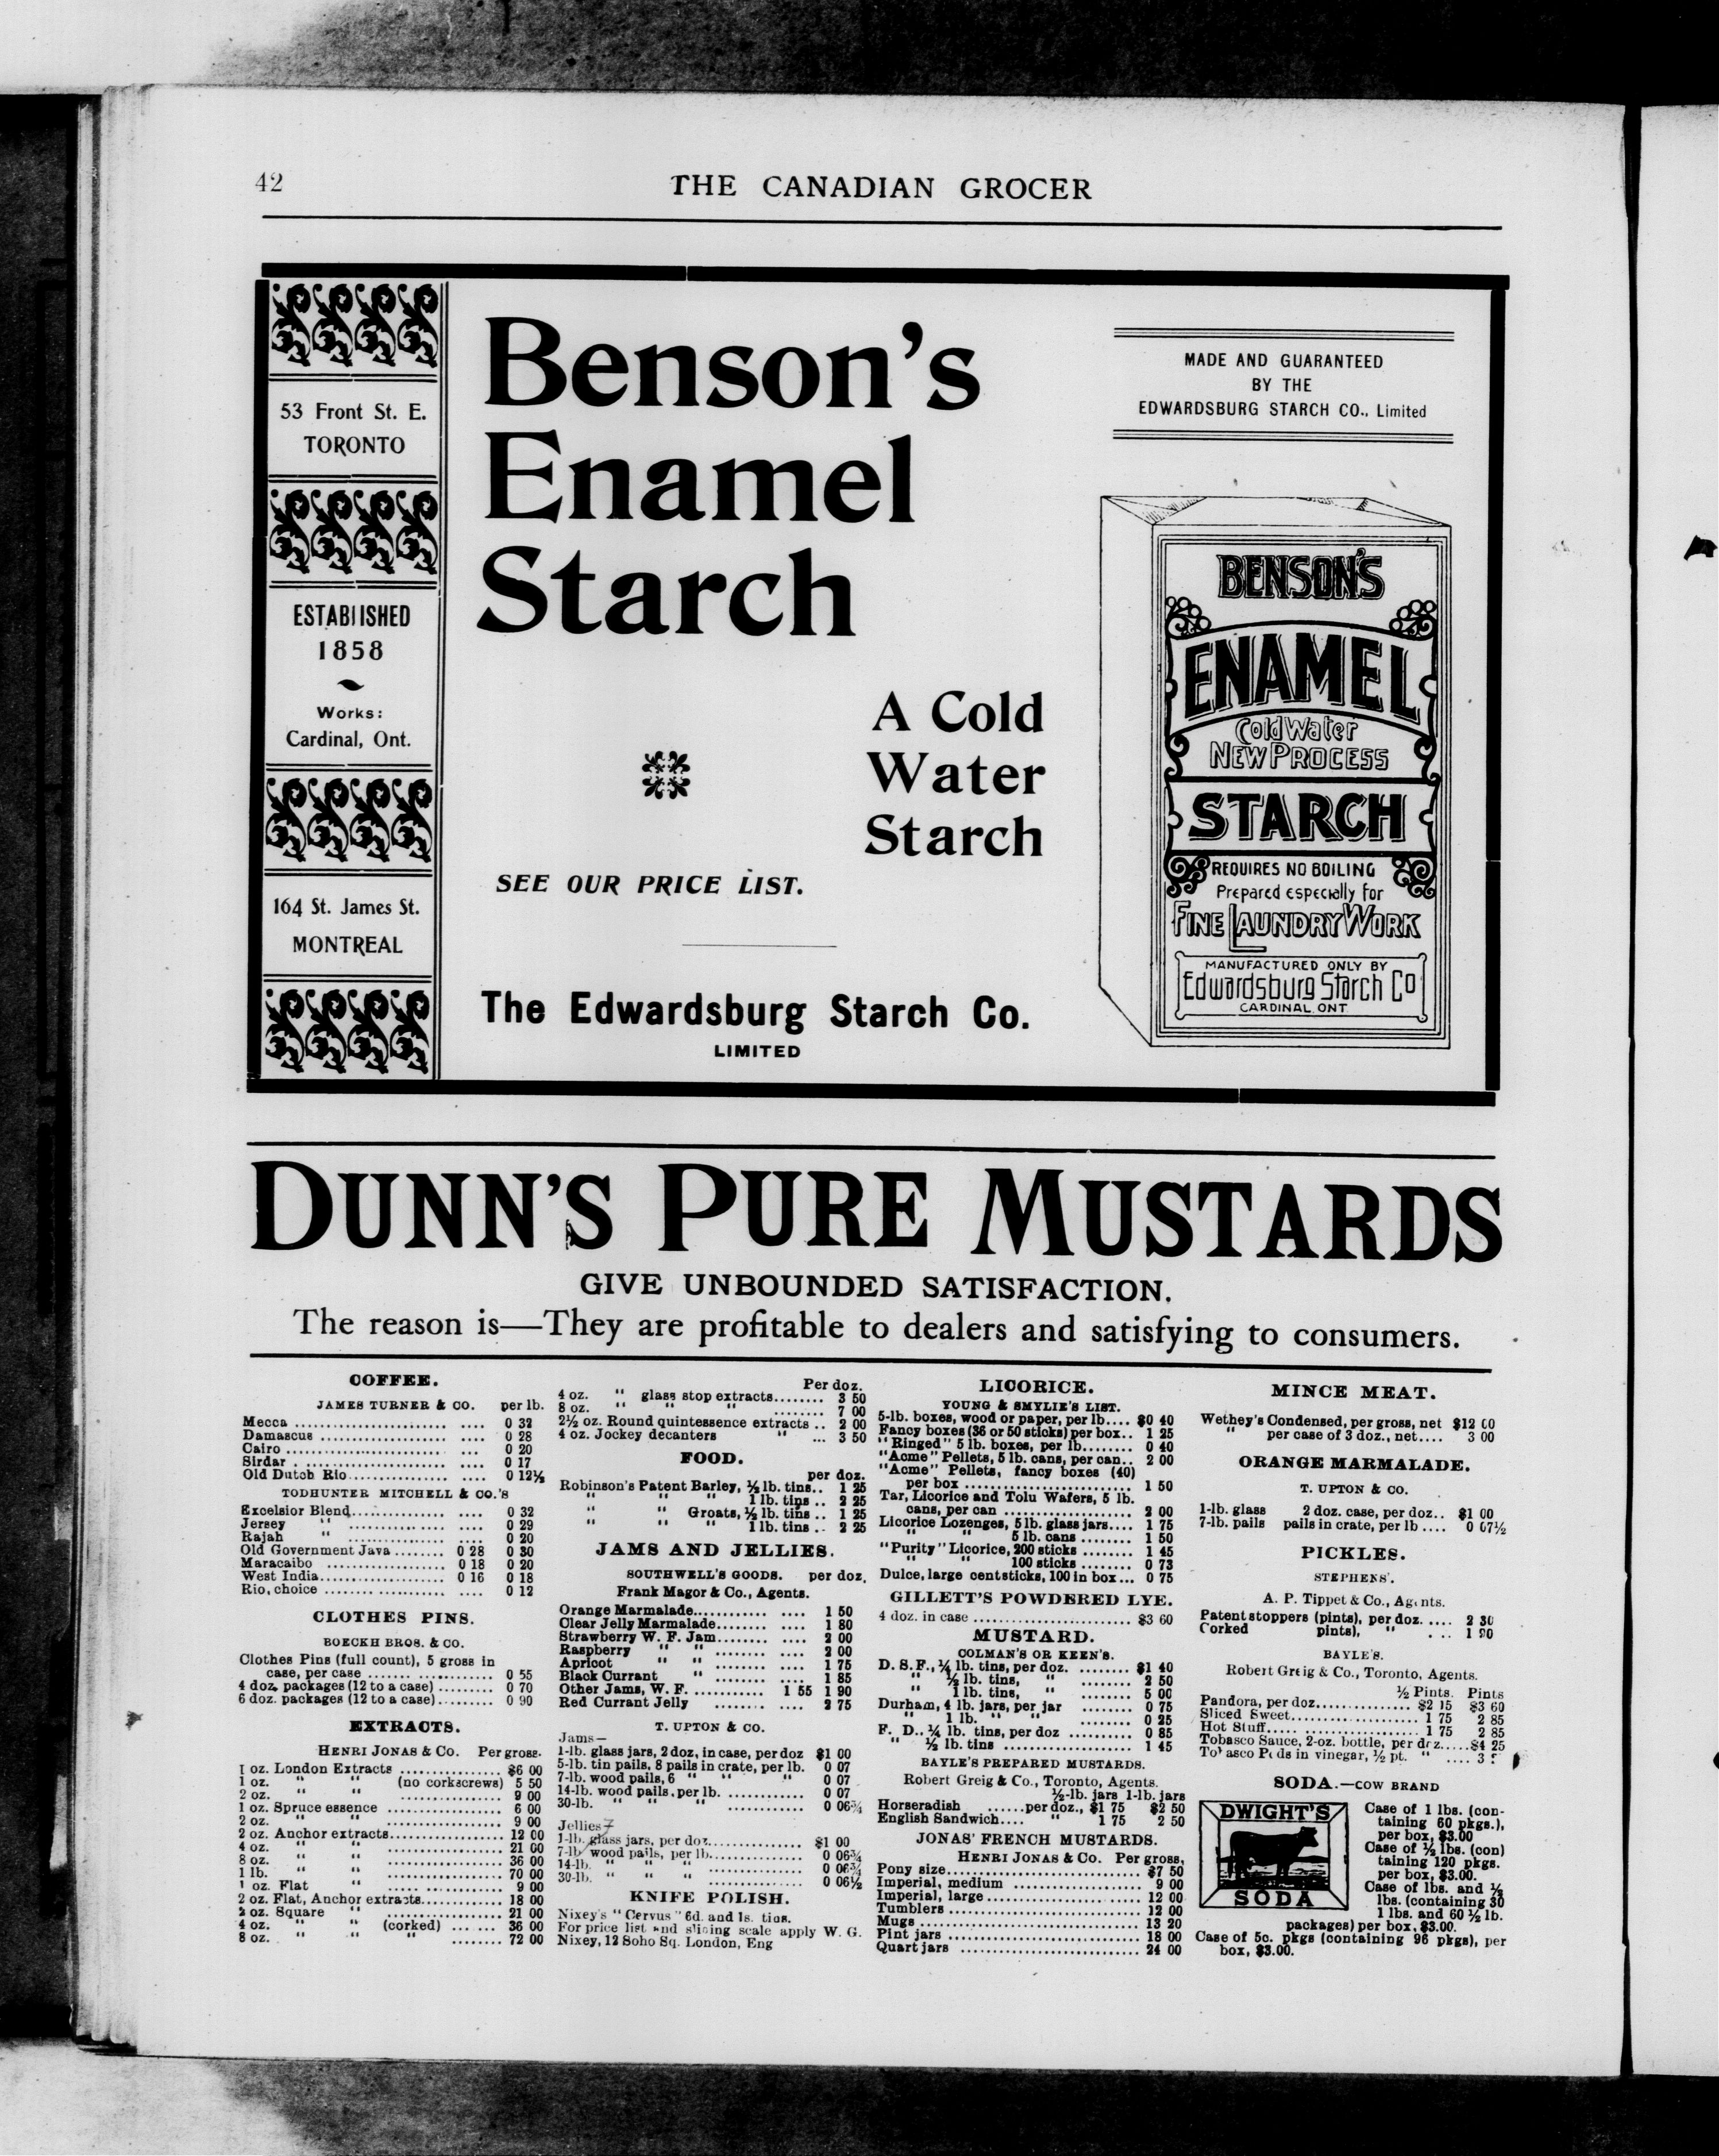 42
THE CANADIAN GROCER
53 Front St. E.
TORONTO
ESTABLISHED
1858
Works:
Cardinal, Ont.
164 St. James St.
MONTREAL
Benson's
Enamel
Starch
A Cold
Water
Starch
SEE OUR PRICE LIST.
The Edwardsburg Starch Co.
LIMITED
MADE AND GUARANTEED
BY THE
EDWARDSBURG STARCH CO., Limited
BENSON'S
ENAMEL
Cold Water
NEW PROCESS
STARCH
REQUIRES NO BOILING
Prepared especially for
FINE LAUNDRY WORK
MANUFACTURED ONLY BY
Edwardsburg Starch Co
CARDINAL. ONT
DUNN'S PURE MUSTARDS
GIVE UNBOUNDED SATISFACTION.
The reason is—They are profitable to dealers and satisfying to consumers.
COFFEE.
JAMES TURNER & CO. per lb.
Mecca .... 0 32
Damascus .... 0 28
Cairo .... 0 20
Sirdar .... 0 17
Old Dutch Rio .... 0 12½
TODHUNTER MITCHELL & CO.'S
Excelsior Blend .... 0 32
Jersey " .... 0 29
Rajah " .... 0 20
Old Government Java ........ 0 28 0 30
Maracaibo .... 0 18 0 20
West India .... 0 16 0 18
Rio, choice .... 0 12
CLOTHES PINS.
BOECKH BROS. & CO.
Clothes Pins (full count), 5 gross in
case, per case .... 0 55
4 doz. packages (12 to a case) .... 0 70
6 doz. packages (12 to a case) .... 0 90
EXTRACTS.
HENRI JONAS & CO. Per gross.
1 oz. London Extracts .... $6 00
1 oz. " " (no corkscrews) 5 50
2 oz. " " .... 9 00
1 oz. Spruce essence .... 6 00
2 oz. " " .... 9 00
2 oz. Anchor extracts .... 12 00
4 oz. " " .... 21 00
8 oz. " " .... 36 00
1 lb. " " .... 70 00
1 oz. Flat " .... 9 00
2 oz. Flat, Anchor extracts .... 18 00
2 oz. Square " .... 21 00
4 oz. " " (corked) .... 36 00
8 oz. " " " .... 72 00
Per doz.
4 oz. " glass stop extracts ........ 3 50
8 oz. " " " ........ 7 00
2½ oz. Round quintessence extracts .. 2 00
4 oz. Jockey decanters " ... 3 50
FOOD.
per doz.
Robinson's Patent Barley, ½ lb. tins.. 1 25
" " " 1 lb. tins .. 2 25
" " Groats, ½ lb. tins .. 1 25
" " " 1 lb. tins .. 2 25
JAMS AND JELLIES.
SOUTHWELL'S GOODS. per doz.
Frank Magor & Co., Agents.
Orange Marmalade .... 1 50
Clear Jelly Marmalade .... 1 80
Strawberry W. F. Jam .... 2 00
Raspberry " " .... 2 00
Apricot " " .... 1 75
Black Currant " .... 1 85
Other Jams, W. F. .... 1 55 1 90
Red Currant Jelly .... 2 75
T. UPTON & CO.
Jams—
1-lb. glass jars, 2 doz, in case, per doz $1 00
5-lb. tin pails, 8 pails in crate, per lb. 0 07
7-lb. wood pails, 6 " " " 0 07
14-lb. wood pails, per lb. .... 0 07
30-lb. " " " .... 0 06¾
Jellies—
1-lb. glass jars, per doz .... $1 00
7-lb. wood pails, per lb .... 0 06¾
14-lb. " " " .... 0 06¾
30-lb. " " " .... 0 06½
KNIFE POLISH.
Nixey's "Cervus" 6d. and 1s. tins.
For price list and slicing scale apply W. G.
Nixey, 12 Soho Sq. London, Eng
LICORICE.
YOUNG & SMYLIE'S LIST.
5-lb. boxes, wood or paper, per lb.... $0 40
Fancy boxes (36 or 50 sticks) per box.. 1 25
"Ringed" 5 lb. boxes, per lb........ 0 40
"Acme" Pellets, 5 lb. cans, per can.. 2 00
"Acme" Pellets, fancy boxes (40)
per box .... 1 50
Tar, Licorice and Tolu Wafers, 5 lb.
cans, per can .... 2 00
Licorice Lozenges, 5 lb. glass jars.... 1 75
" " 5 lb. cans .... 1 50
"Purity" Licorice, 200 sticks ........ 1 45
" " 100 sticks ........ 0 73
Dulce, large cent sticks, 100 in box... 0 75
GILLETT'S POWDERED LYE.
4 doz. in case .... $3 60
MUSTARD.
COLMAN'S OR KEEN'S.
D. S. F., ¼ lb. tins, per doz. ........ $1 40
" ½ lb. tins, " ........ 2 50
" 1 lb. tins, " ........ 5 00
Durham, 4 lb. jars, per jar ........ 0 75
" 1 lb. " " ........ 0 25
F. D., ¼ lb. tins, per doz .......... 0 85
" ½ lb. tins .... 1 45
BAYLE'S PREPARED MUSTARDS.
Robert Greig & Co., Toronto, Agents.
½-lb. jars 1-lb. jars
Horseradish ......per doz., $1 75 $2 50
English Sandwich.... " 1 75 2 50
JONAS' FRENCH MUSTARDS.
HENRI JONAS & CO. Per gross,
Pony size .... $7 50
Imperial, medium .... 9 00
Imperial, large .... 12 00
Tumblers .... 12 00
Mugs .... 13 20
Pint jars .... 18 00
Quart jars .... 24 00
MINCE MEAT.
Wethey's Condensed, per gross, net $12 00
" per case of 3 doz., net.... 3 00
ORANGE MARMALADE.
T. UPTON & CO.
1-lb. glass 2 doz. case, per doz.. $1 00
7-lb. pails pails in crate, per lb .... 0 07½
PICKLES.
STEPHENS'.
A. P. Tippet & Co., Agents.
Patent stoppers (pints), per doz. .... 2 30
Corked pints), " .... 1 90
BAYLE'S.
Robert Greig & Co., Toronto, Agents.
½ Pints. Pints
Pandora, per doz .... $2 15 $3 60
Sliced Sweet .... 1 75 2 85
Hot Stuff .... 1 75 2 85
Tobasco Sauce, 2-oz. bottle, per doz .... $4 25
Tobasco Pods in vinegar, ½ pt. " .... 3
SODA.—COW BRAND
DWIGHT'S
SODA
Case of 1 lbs. (con-
taining 60 pkgs.),
per box, $3.00
Case of ½ lbs. (con)
taining 120 pkgs.
per box, $3.00.
Case of lbs. and ½
lbs. (containing 30
1 lbs. and 60 ½ lb.
packages) per box, $3.00.
Case of 5c. pkgs (containing 96 pkgs), per
box, $3.00.